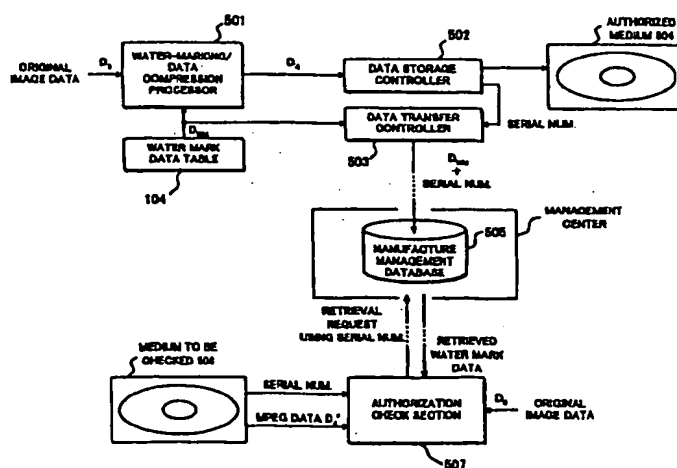 501
ORIGINAL
IMAGE DATA
WATER-MARKING/
DATA
COMPRESSION
PROCESSOR
502
DATA STORAGE
CONTROLLER
AUTHORIZED
MEDIUM 504
SERIAL NUM.
DATA TRANSFER
CONTROLLER
503
WATER MARK
DATA TABLE
104
+
SERIAL NUM.
MANAGEMENT
CENTER
505
MANUFACTURE
MANAGEMENT
DATABASE
RETRIEVAL
REQUEST
USING SERIAL NUM.
RETRIEVED
WATER MARK
DATA
MEDIUM TO BE
CHECKED
SERIAL NUM.
MPEG DATA
AUTHORIZATION
CHECK SECTION
ORIGINAL
IMAGE DATA
507